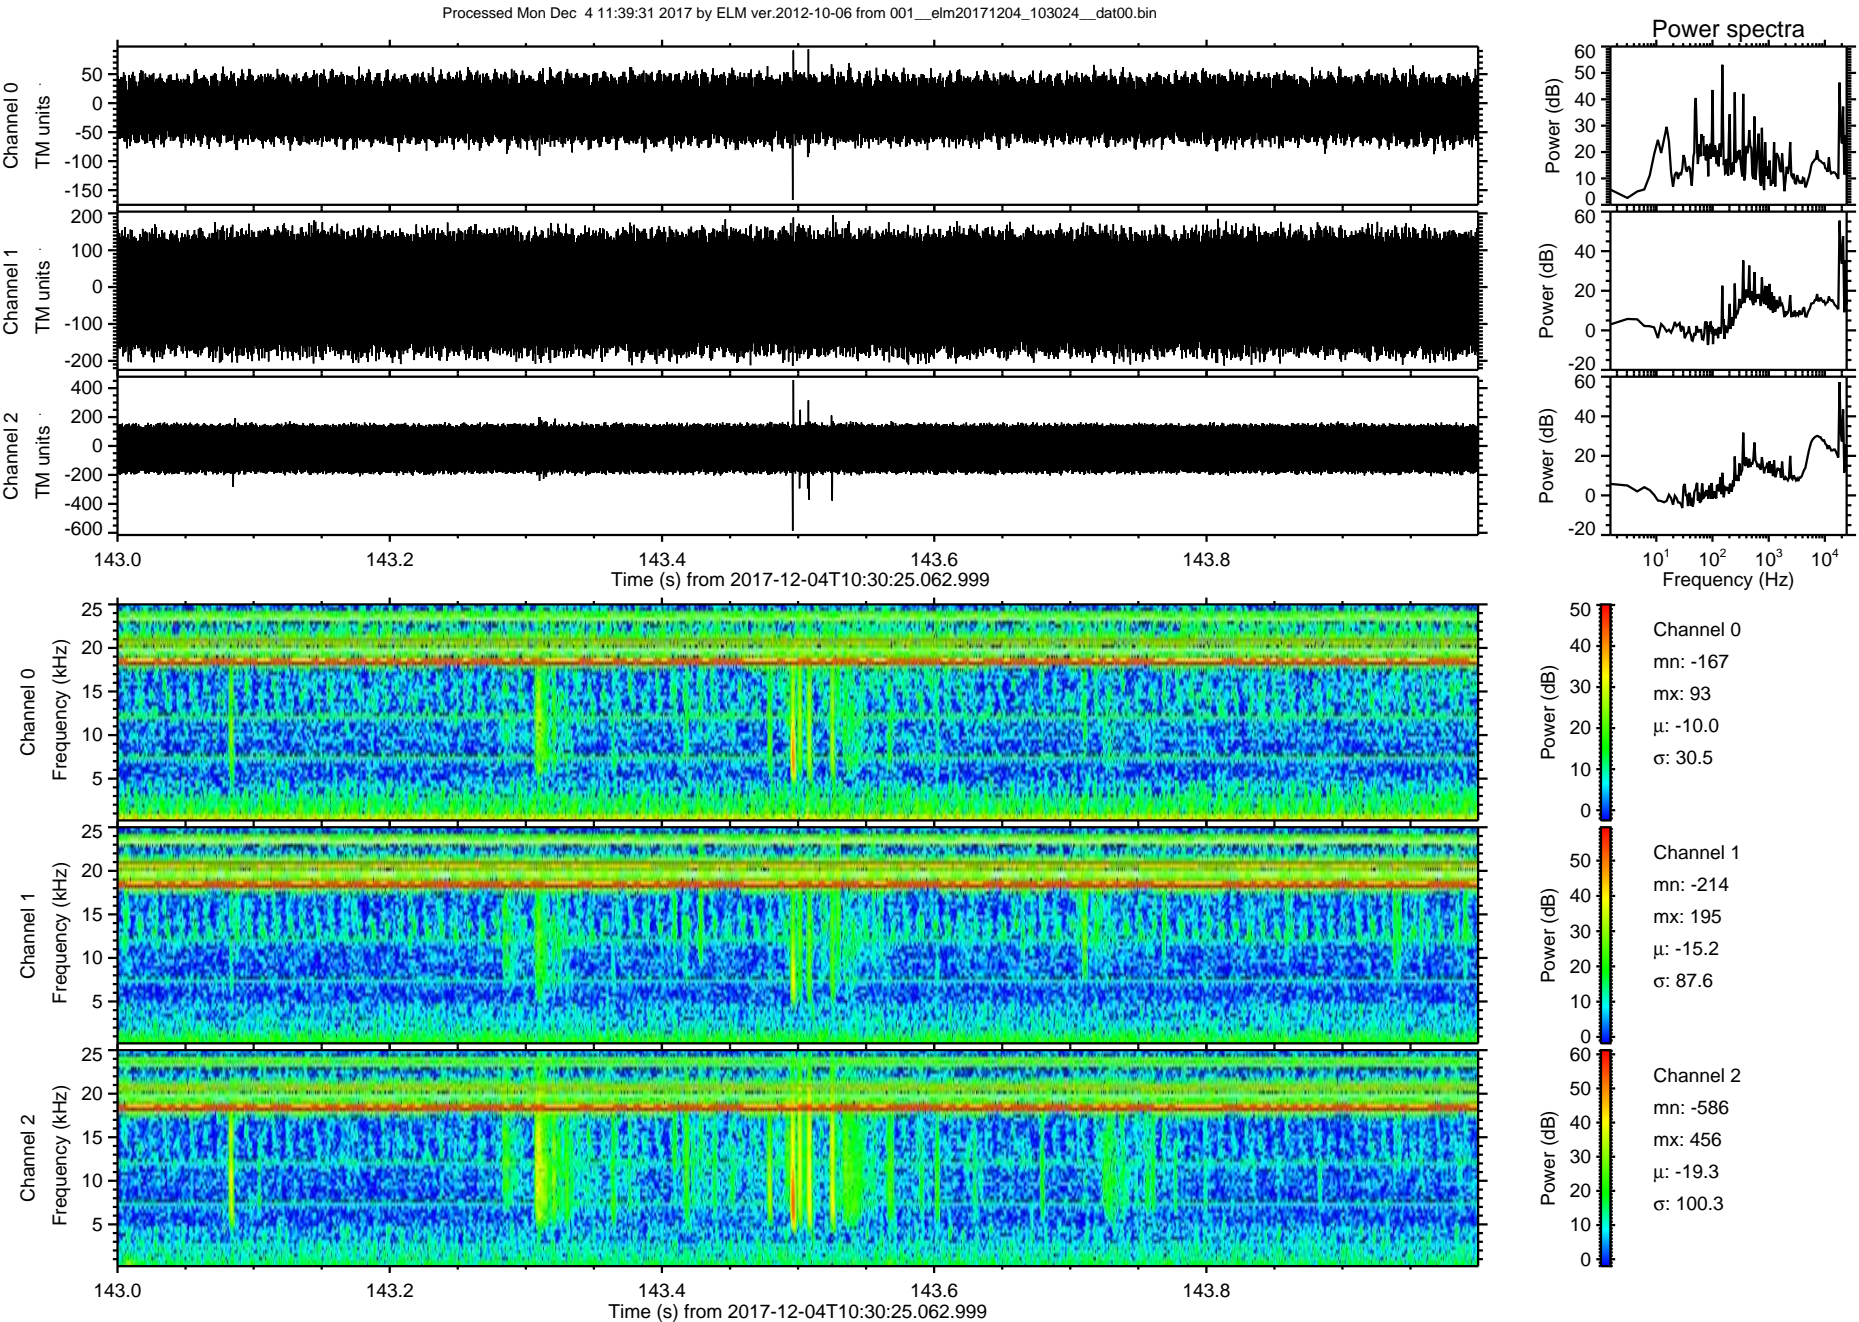 Processed Mon Dec  4 11:39:31 2017 by ELM ver.2012-10-06 from 001__elm20171204_103024__dat00.bin
Power spectra
Channel 0
TM units
50
0
-50
-100
-150
Power (dB)
60
50
40
30
20
10
0
Channel 1
TM units
200
100
0
-100
-200
Power (dB)
60
40
20
0
-20
Channel 2
TM units
400
200
0
-200
-400
-600
Power (dB)
60
40
20
0
-20
143.0 143.2 143.4 143.6 143.8
Time (s) from 2017-12-04T10:30:25.062.999
10^1 10^2 10^3 10^4
Frequency (Hz)
Channel 0
Frequency (kHz)
25
20
15
10
5
Power (dB)
50
40
30
20
10
0
Channel 0
mn: -167
mx: 93
μ: -10.0
σ: 30.5
Channel 1
Frequency (kHz)
25
20
15
10
5
Power (dB)
50
40
30
20
10
0
Channel 1
mn: -214
mx: 195
μ: -15.2
σ: 87.6
Channel 2
Frequency (kHz)
25
20
15
10
5
Power (dB)
60
50
40
30
20
10
0
Channel 2
mn: -586
mx: 456
μ: -19.3
σ: 100.3
143.0 143.2 143.4 143.6 143.8
Time (s) from 2017-12-04T10:30:25.062.999